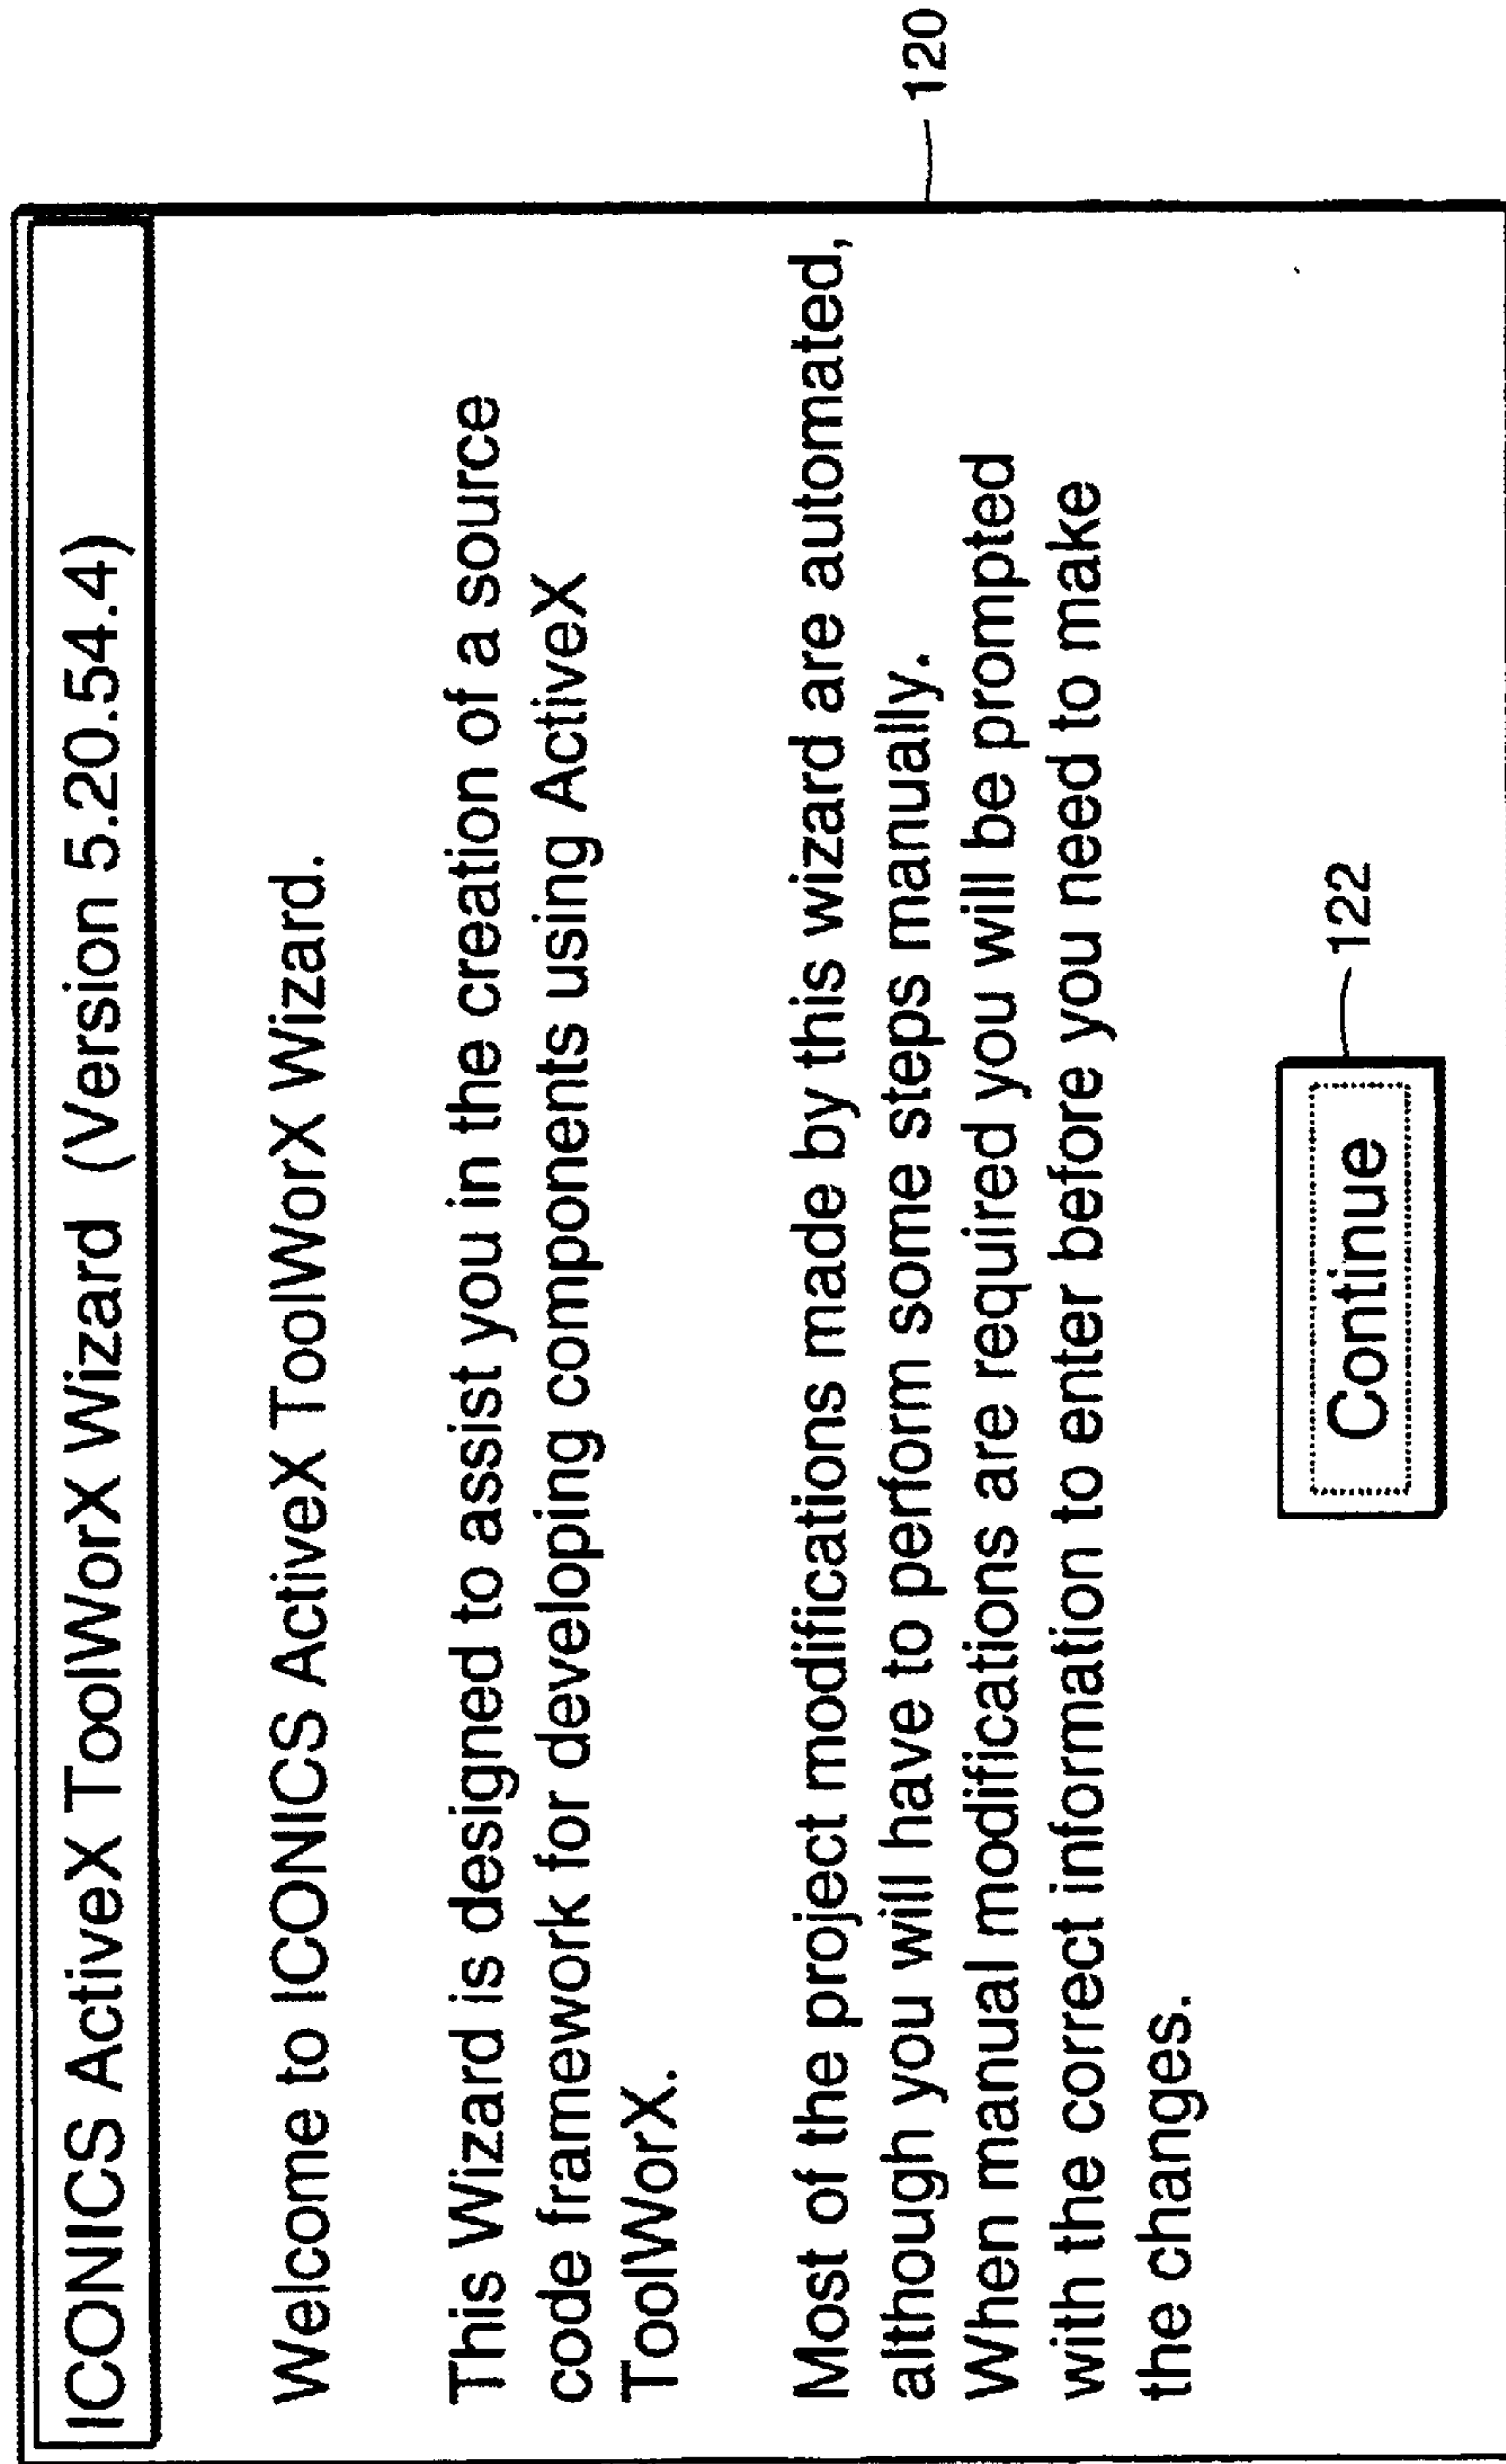 ICONICS ActiveX ToolWorX Wizard (Version 5.20.54.4)
Welcome to ICONICS ActiveX ToolWorX Wizard.
This Wizard is designed to assist you in the creation of a source
code framework for developing components using ActiveX
ToolWorX.
Most of the project modifications made by this wizard are automated,
although you will have to perform some steps manually.
When manual modifications are required you will be prompted
with the correct information to enter before you need to make
the changes.
Continue
120
122